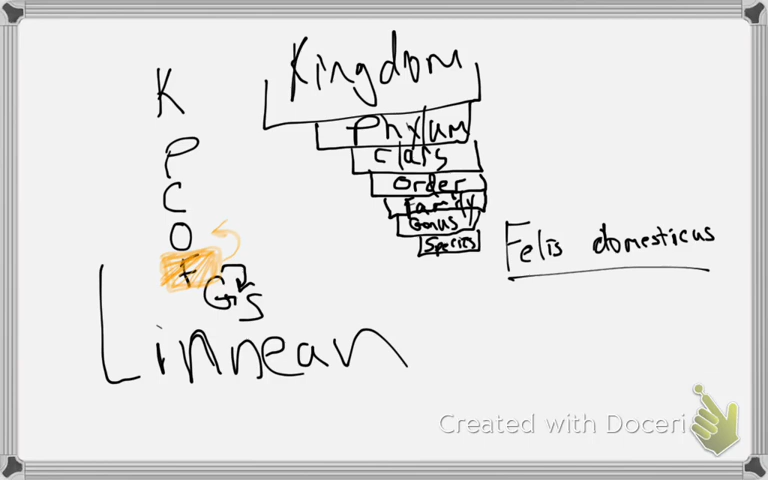 Kingdom
K
Phylum
P
Class
C
Order
O
Family
F
Genus
Species
Felis domesticus
G S
Linnean
Created with Doceri